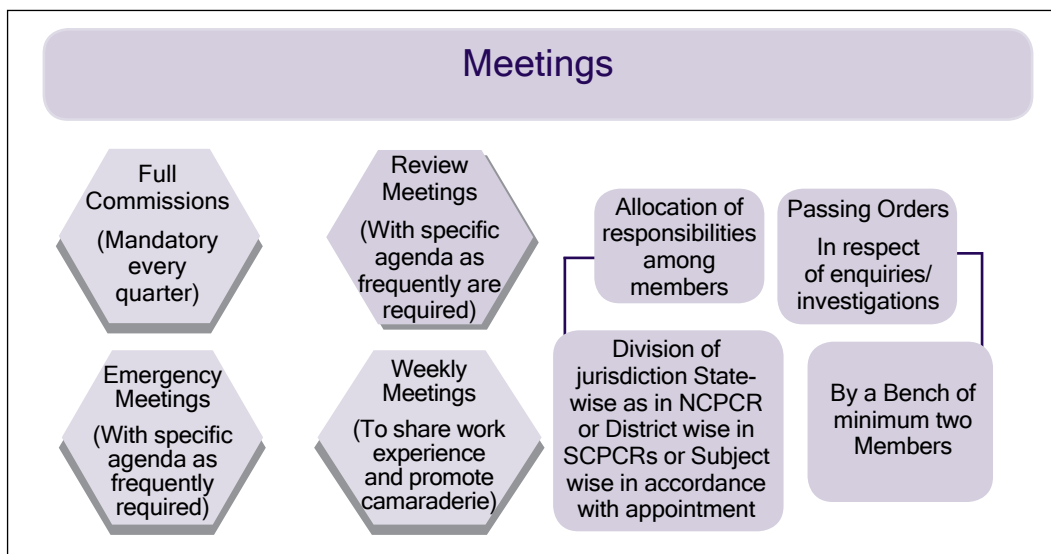 Meetings
Full
Commissions
(Mandatory
every
quarter)
Review
Meetings
(With specific
agenda as
frequently are
required)
Emergency
Meetings
(With specific
agenda as
frequently
required)
Weekly
Meetings
(To share work
experience
and promote
camaraderie)
Allocation of
responsibilities
among
members
Division of
jurisdiction State-
wise as in NCPCR
or District wise in
SCPCRs or Subject
wise in accordance
with appointment
Passing Orders
In respect
of enquiries/
investigations
By a Bench of
minimum two
Members